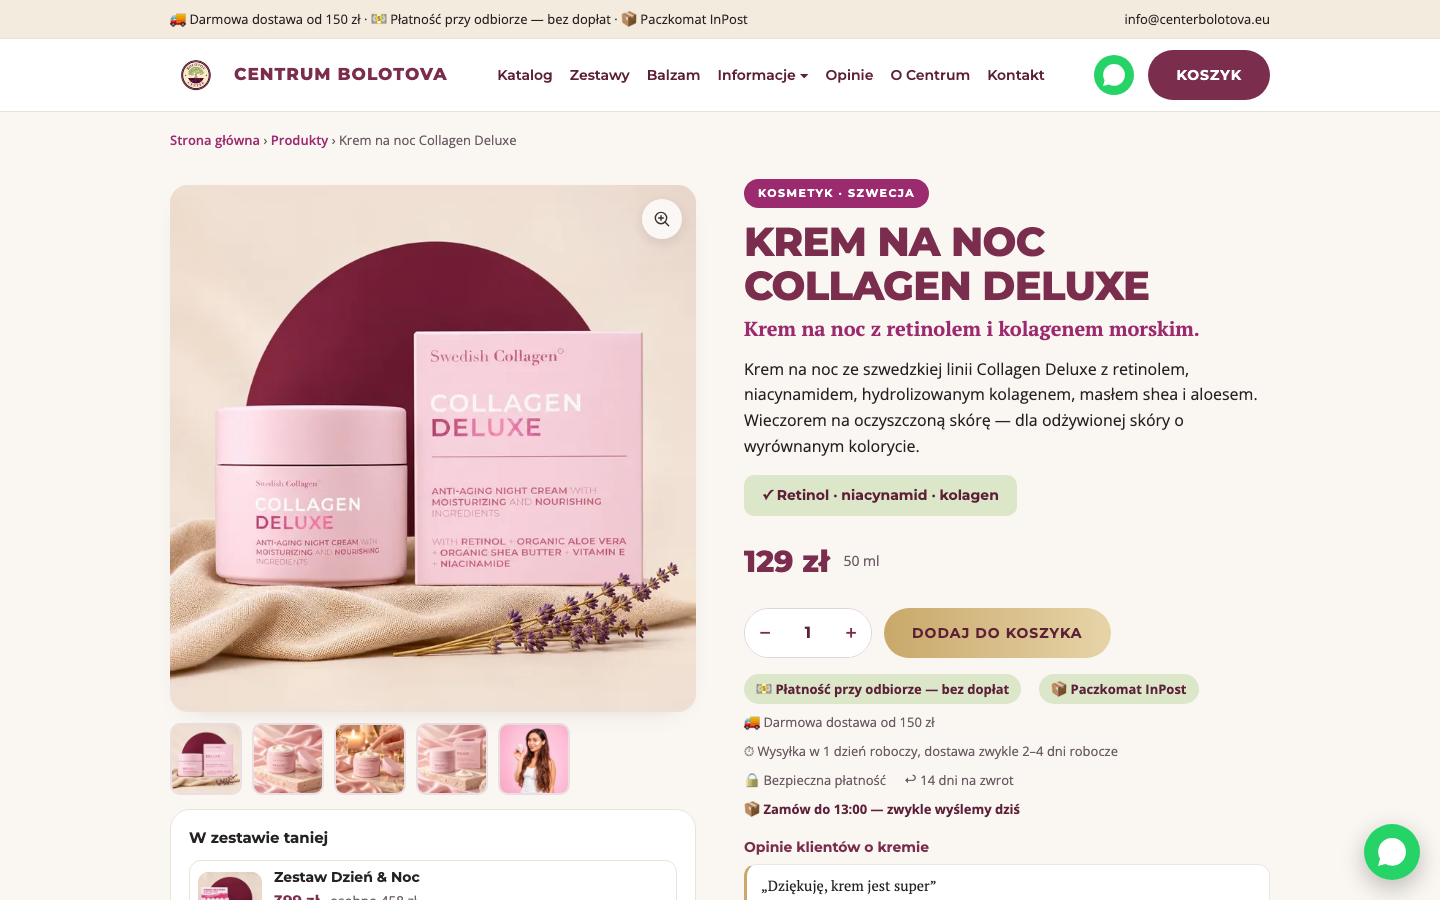 🚚 Darmowa dostawa od 150 zł · 💵 Płatność przy odbiorze — bez dopłat · 📦 Paczkomat InPost
info@centerbolotova.eu
CENTRUM BOLOTOVA
Katalog
Zestawy
Balzam
Informacje
Opinie
O Centrum
Kontakt
KOSZYK
Strona główna › Produkty › Krem na noc Collagen Deluxe
Swedish Collagen
COLLAGEN
DELUXE
ANTI-AGING NIGHT CREAM WITH
MOISTURIZING AND NOURISHING
INGREDIENTS
WITH RETINOL + ORGANIC ALOE VERA
+ ORGANIC SHEA BUTTER + VITAMIN E
+ NIACINAMIDE
Swedish Collagen
COLLAGEN
DELUXE
ANTI-AGING NIGHT CREAM WITH
MOISTURIZING AND NOURISHING
INGREDIENTS
W zestawie taniej
Zestaw Dzień & Noc
KOSMETYK · SZWECJA
KREM NA NOC
COLLAGEN DELUXE
Krem na noc z retinolem i kolagenem morskim.
Krem na noc ze szwedzkiej linii Collagen Deluxe z retinolem,
niacynamidem, hydrolizowanym kolagenem, masłem shea i aloesem.
Wieczorem na oczyszczoną skórę — dla odżywionej skóry o
wyrównanym kolorycie.
✓ Retinol · niacynamid · kolagen
129 zł 50 ml
− 1 +
DODAJ DO KOSZYKA
💵 Płatność przy odbiorze — bez dopłat
📦 Paczkomat InPost
🚚 Darmowa dostawa od 150 zł
⏱ Wysyłka w 1 dzień roboczy, dostawa zwykle 2–4 dni robocze
🔒 Bezpieczna płatność ↩ 14 dni na zwrot
📦 Zamów do 13:00 — zwykle wyślemy dziś
Opinie klientów o kremie
„Dziękuję, krem jest super”